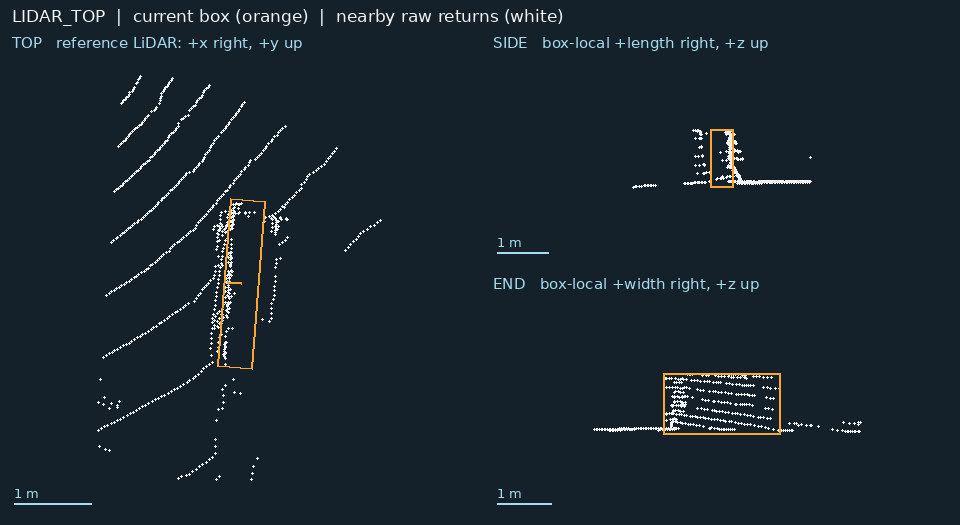 LIDAR_TOP | current box (orange) | nearby raw returns (white)
TOP reference LiDAR: +x right, +y up
SIDE box-local +length right, +z up
1 m
END box-local +width right, +z up
1 m
1 m